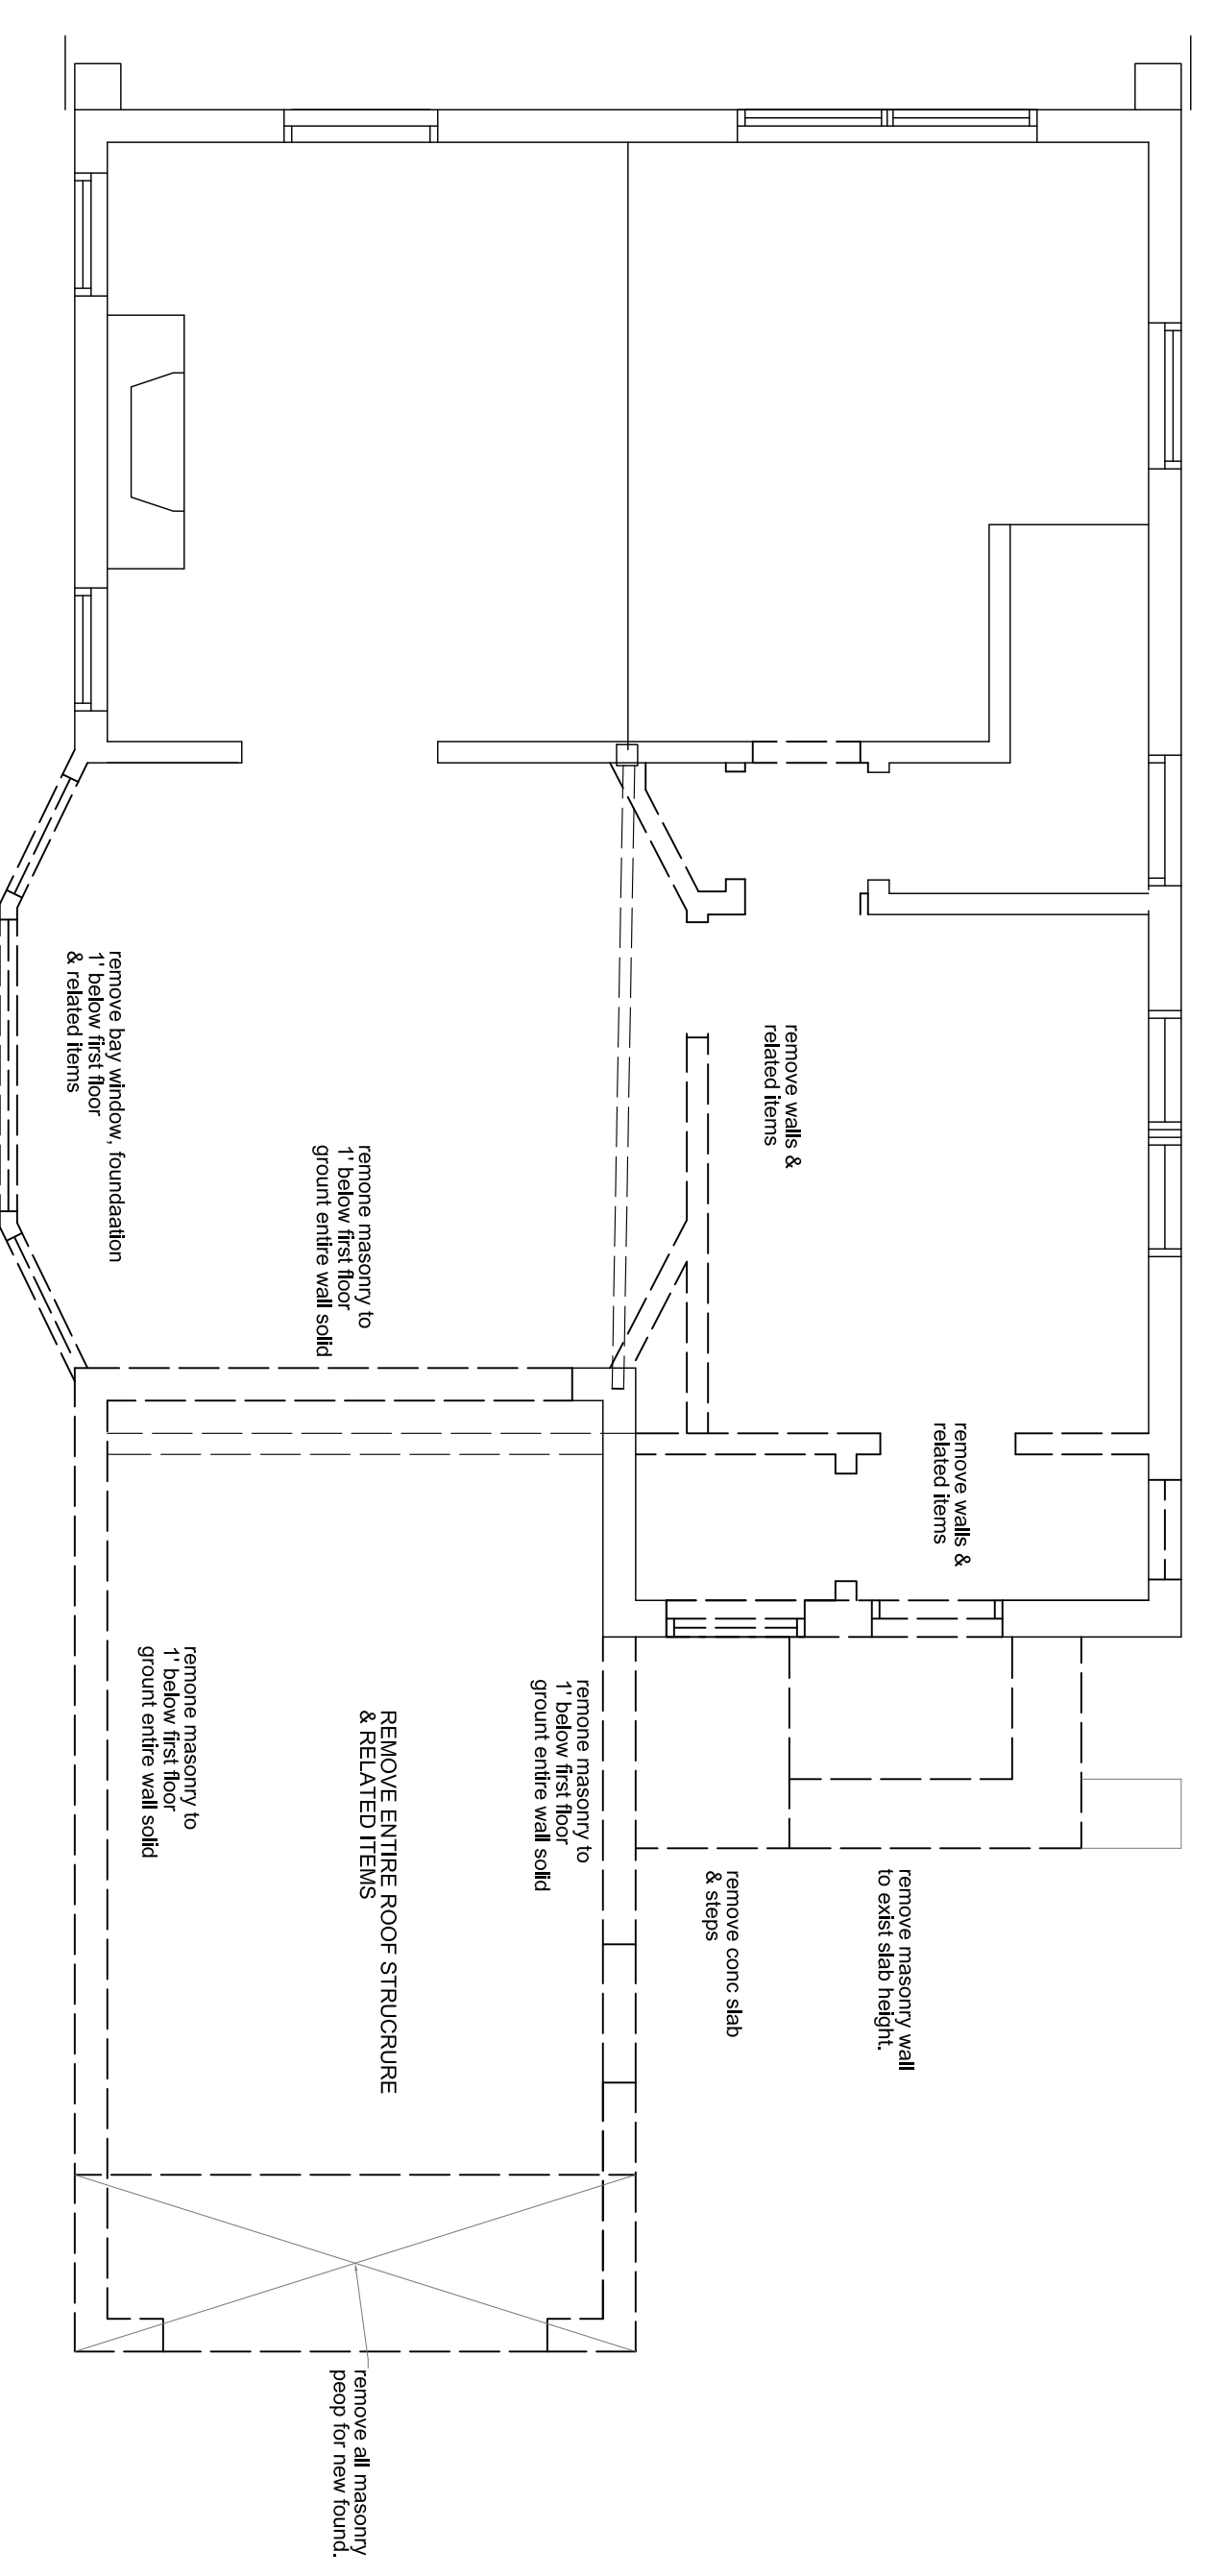 remove bay window, foundaation
1' below first floor
& related items
remone masonry to
1' below first floor
grount entire wall solid
remove walls &
related items
remove walls &
related items
remone masonry to
1' below first floor
grount entire wall solid
REMOVE ENTIRE ROOF STRUCRURE
& RELATED ITEMS
remone masonry to
1' below first floor
grount entire wall solid
remove conc slab
& steps
remove masonry wall
to exist slab height.
remove all masonry
peop for new found.